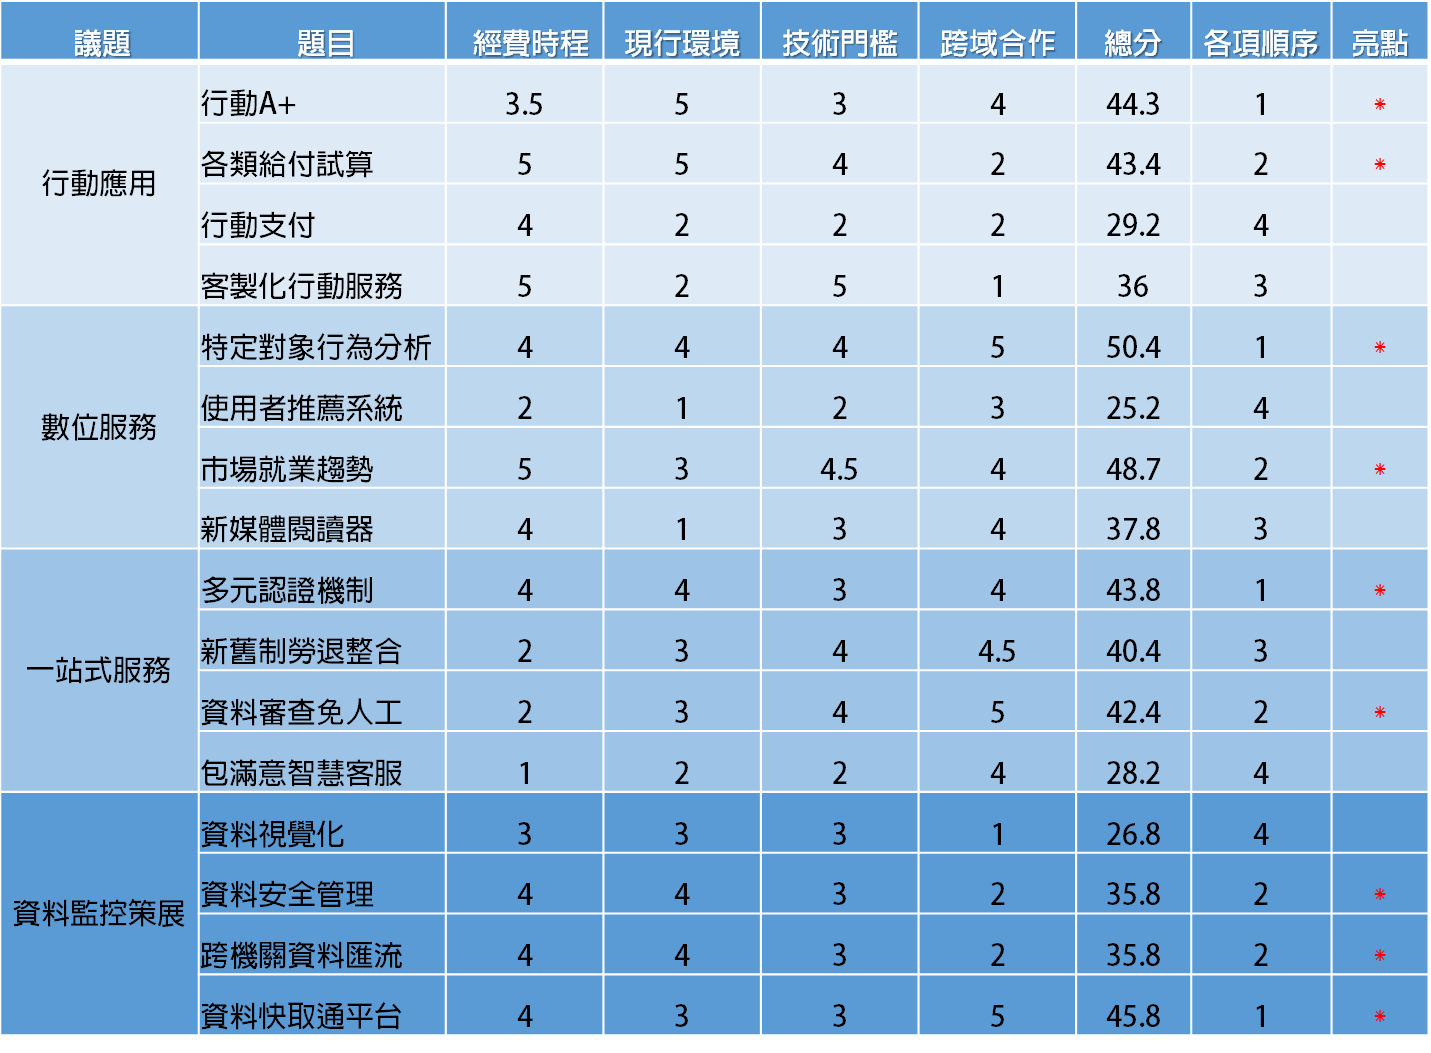 議題 題目 經費時程 現行環境 技術門檻 跨域合作 總分 各項順序 亮點
行動應用
行動A+ 3.5 5 3 4 44.3 1 *
各類給付試算 5 5 4 2 43.4 2 *
行動支付 4 2 2 2 29.2 4
客製化行動服務 5 2 5 1 36 3
數位服務
特定對象行為分析 4 4 4 5 50.4 1 *
使用者推薦系統 2 1 2 3 25.2 4
市場就業趨勢 5 3 4.5 4 48.7 2 *
新媒體閱讀器 4 1 3 4 37.8 3
一站式服務
多元認證機制 4 4 3 4 43.8 1 *
新舊制勞退整合 2 3 4 4.5 40.4 3
資料審查免人工 2 3 4 5 42.4 2 *
包滿意智慧客服 1 2 2 4 28.2 4
資料監控策展
資料視覺化 3 3 3 1 26.8 4
資料安全管理 4 4 3 2 35.8 2 *
跨機關資料匯流 4 4 3 2 35.8 2 *
資料快取通平台 4 3 3 5 45.8 1 *